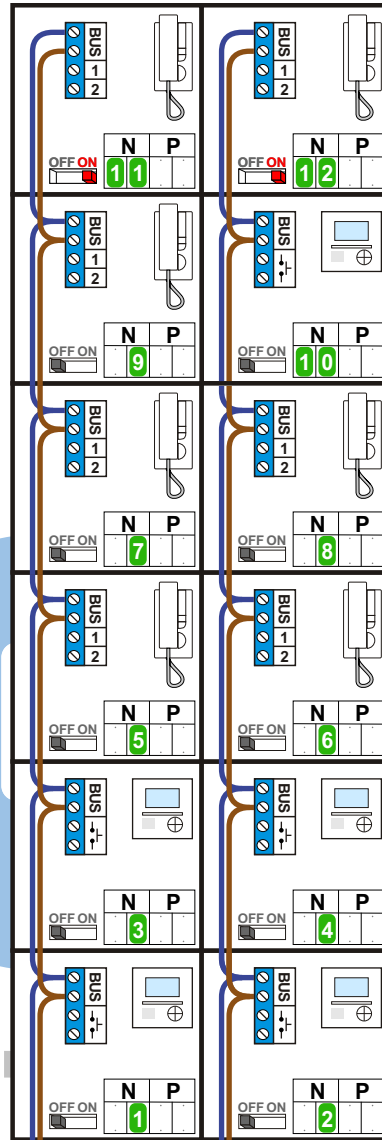 BUS 1 2 BUS 1 2
N P N P
OFF ON 1 1 OFF ON 1 2
BUS 1 2 BUS
N P N P
OFF ON 9 OFF ON 1 0
BUS 1 2 BUS 1 2
N P N P
OFF ON 7 OFF ON 8
BUS 1 2 BUS 1 2
N P N P
OFF ON 5 OFF ON 6
BUS BUS
N P N P
OFF ON 3 OFF ON 4
BUS BUS
N P N P
OFF ON 1 OFF ON 2